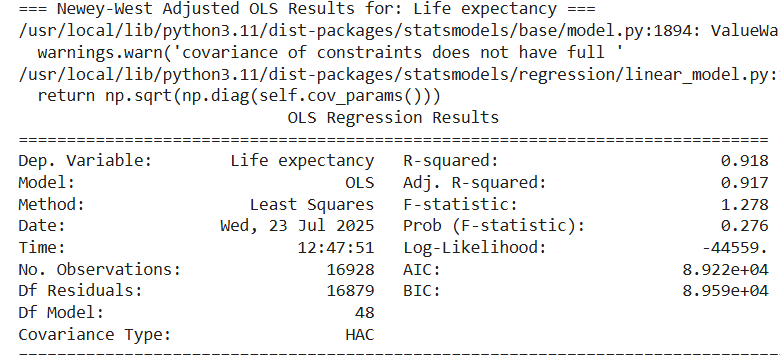 === Newey-West Adjusted OLS Results for: Life expectancy ===
/usr/local/lib/python3.11/dist-packages/statsmodels/base/model.py:1894: ValueWa
  warnings.warn('covariance of constraints does not have full '
/usr/local/lib/python3.11/dist-packages/statsmodels/regression/linear_model.py:
  return np.sqrt(np.diag(self.cov_params()))
                            OLS Regression Results
==============================================================================
Dep. Variable:        Life expectancy   R-squared:                       0.918
Model:                            OLS   Adj. R-squared:                  0.917
Method:                 Least Squares   F-statistic:                     1.278
Date:                Wed, 23 Jul 2025   Prob (F-statistic):              0.276
Time:                        12:47:51   Log-Likelihood:                -44559.
No. Observations:               16928   AIC:                         8.922e+04
Df Residuals:                   16879   BIC:                         8.959e+04
Df Model:                          48
Covariance Type:                  HAC